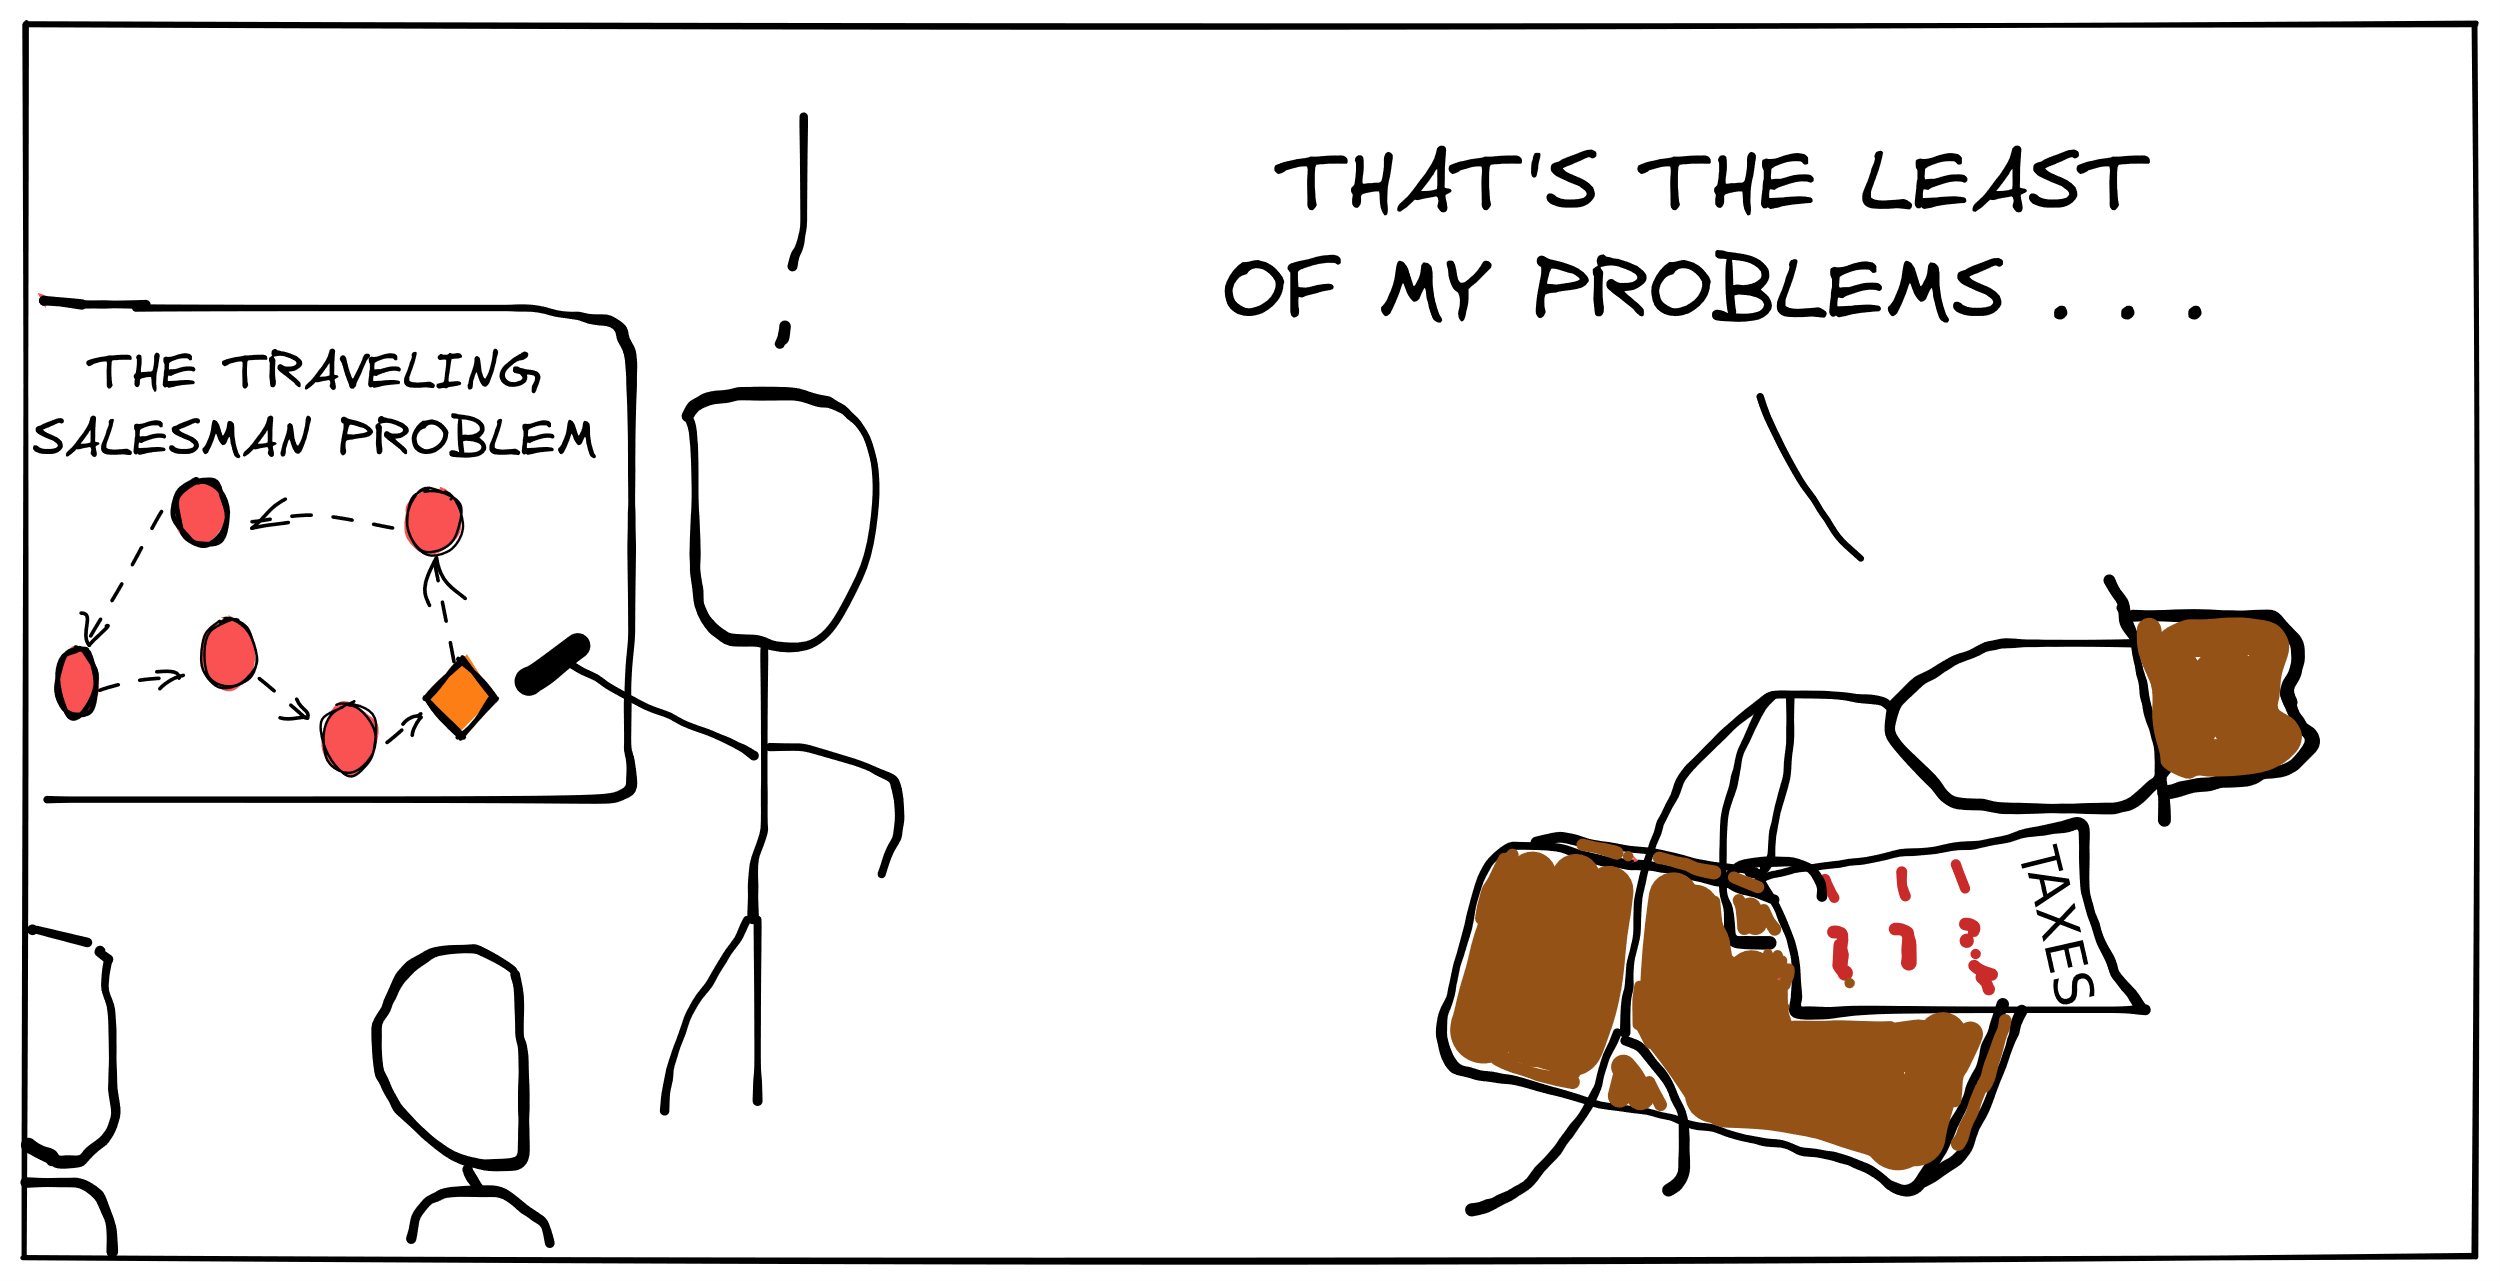 THAT'S THE LEAST
OF MY PROBLEMS . . .
THE TRAVELING
SALESMAN PROBLEM
TAXES